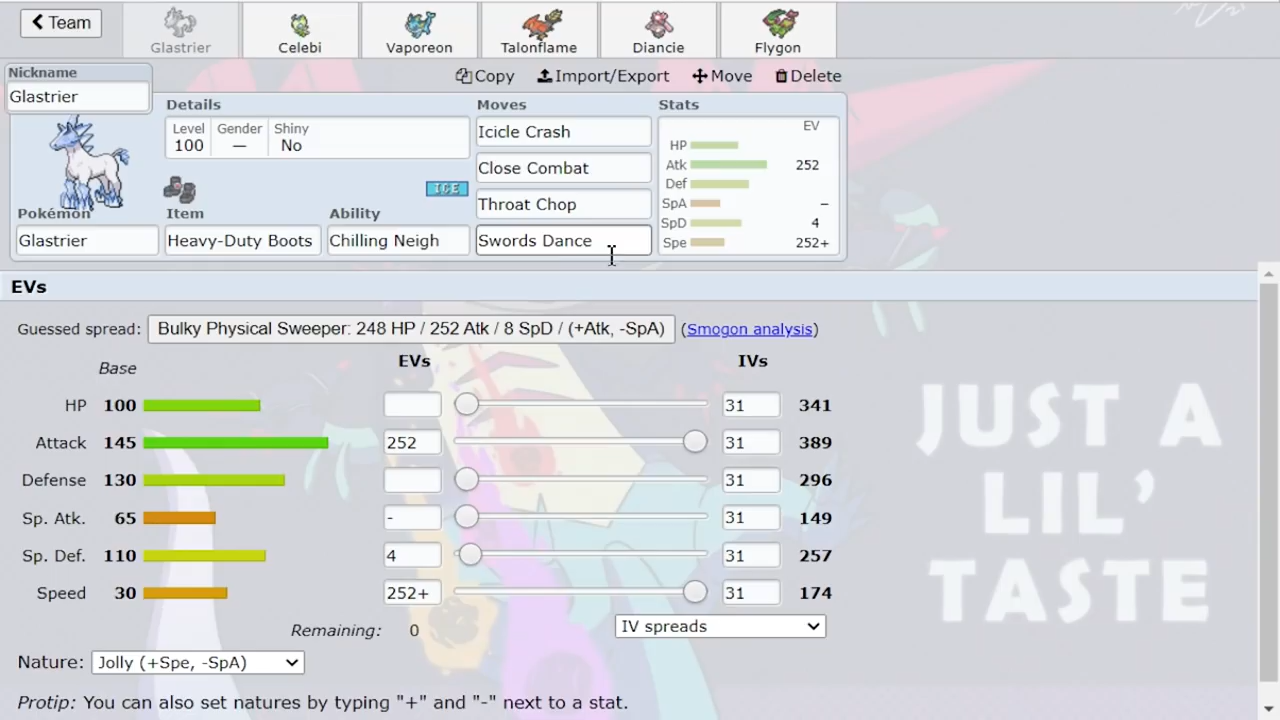 Team
Glastrier
Celebi
Vaporeon
Talonflame
Diancie
Flygon
Nickname
Glastrier
Copy
Import/Export
Move
Delete
Details
Moves
Stats
Level
100
Gender
—
Shiny
No
Icicle Crash
Close Combat
Throat Chop
Swords Dance
EV
HP
Atk 252
Def
SpA –
SpD 4
Spe 252+
ICE
Pokémon
Glastrier
Item
Heavy-Duty Boots
Ability
Chilling Neigh
EVs
Guessed spread: Bulky Physical Sweeper: 248 HP / 252 Atk / 8 SpD / (+Atk, -SpA) (Smogon analysis)
Base EVs IVs
HP 100 31 341
Attack 145 252 31 389
Defense 130 31 296
Sp. Atk. 65 - 31 149
Sp. Def. 110 4 31 257
Speed 30 252+ 31 174
Remaining: 0
IV spreads
Nature: Jolly (+Spe, -SpA)
Protip: You can also set natures by typing "+" and "-" next to a stat.
JUST A
LIL'
TASTE